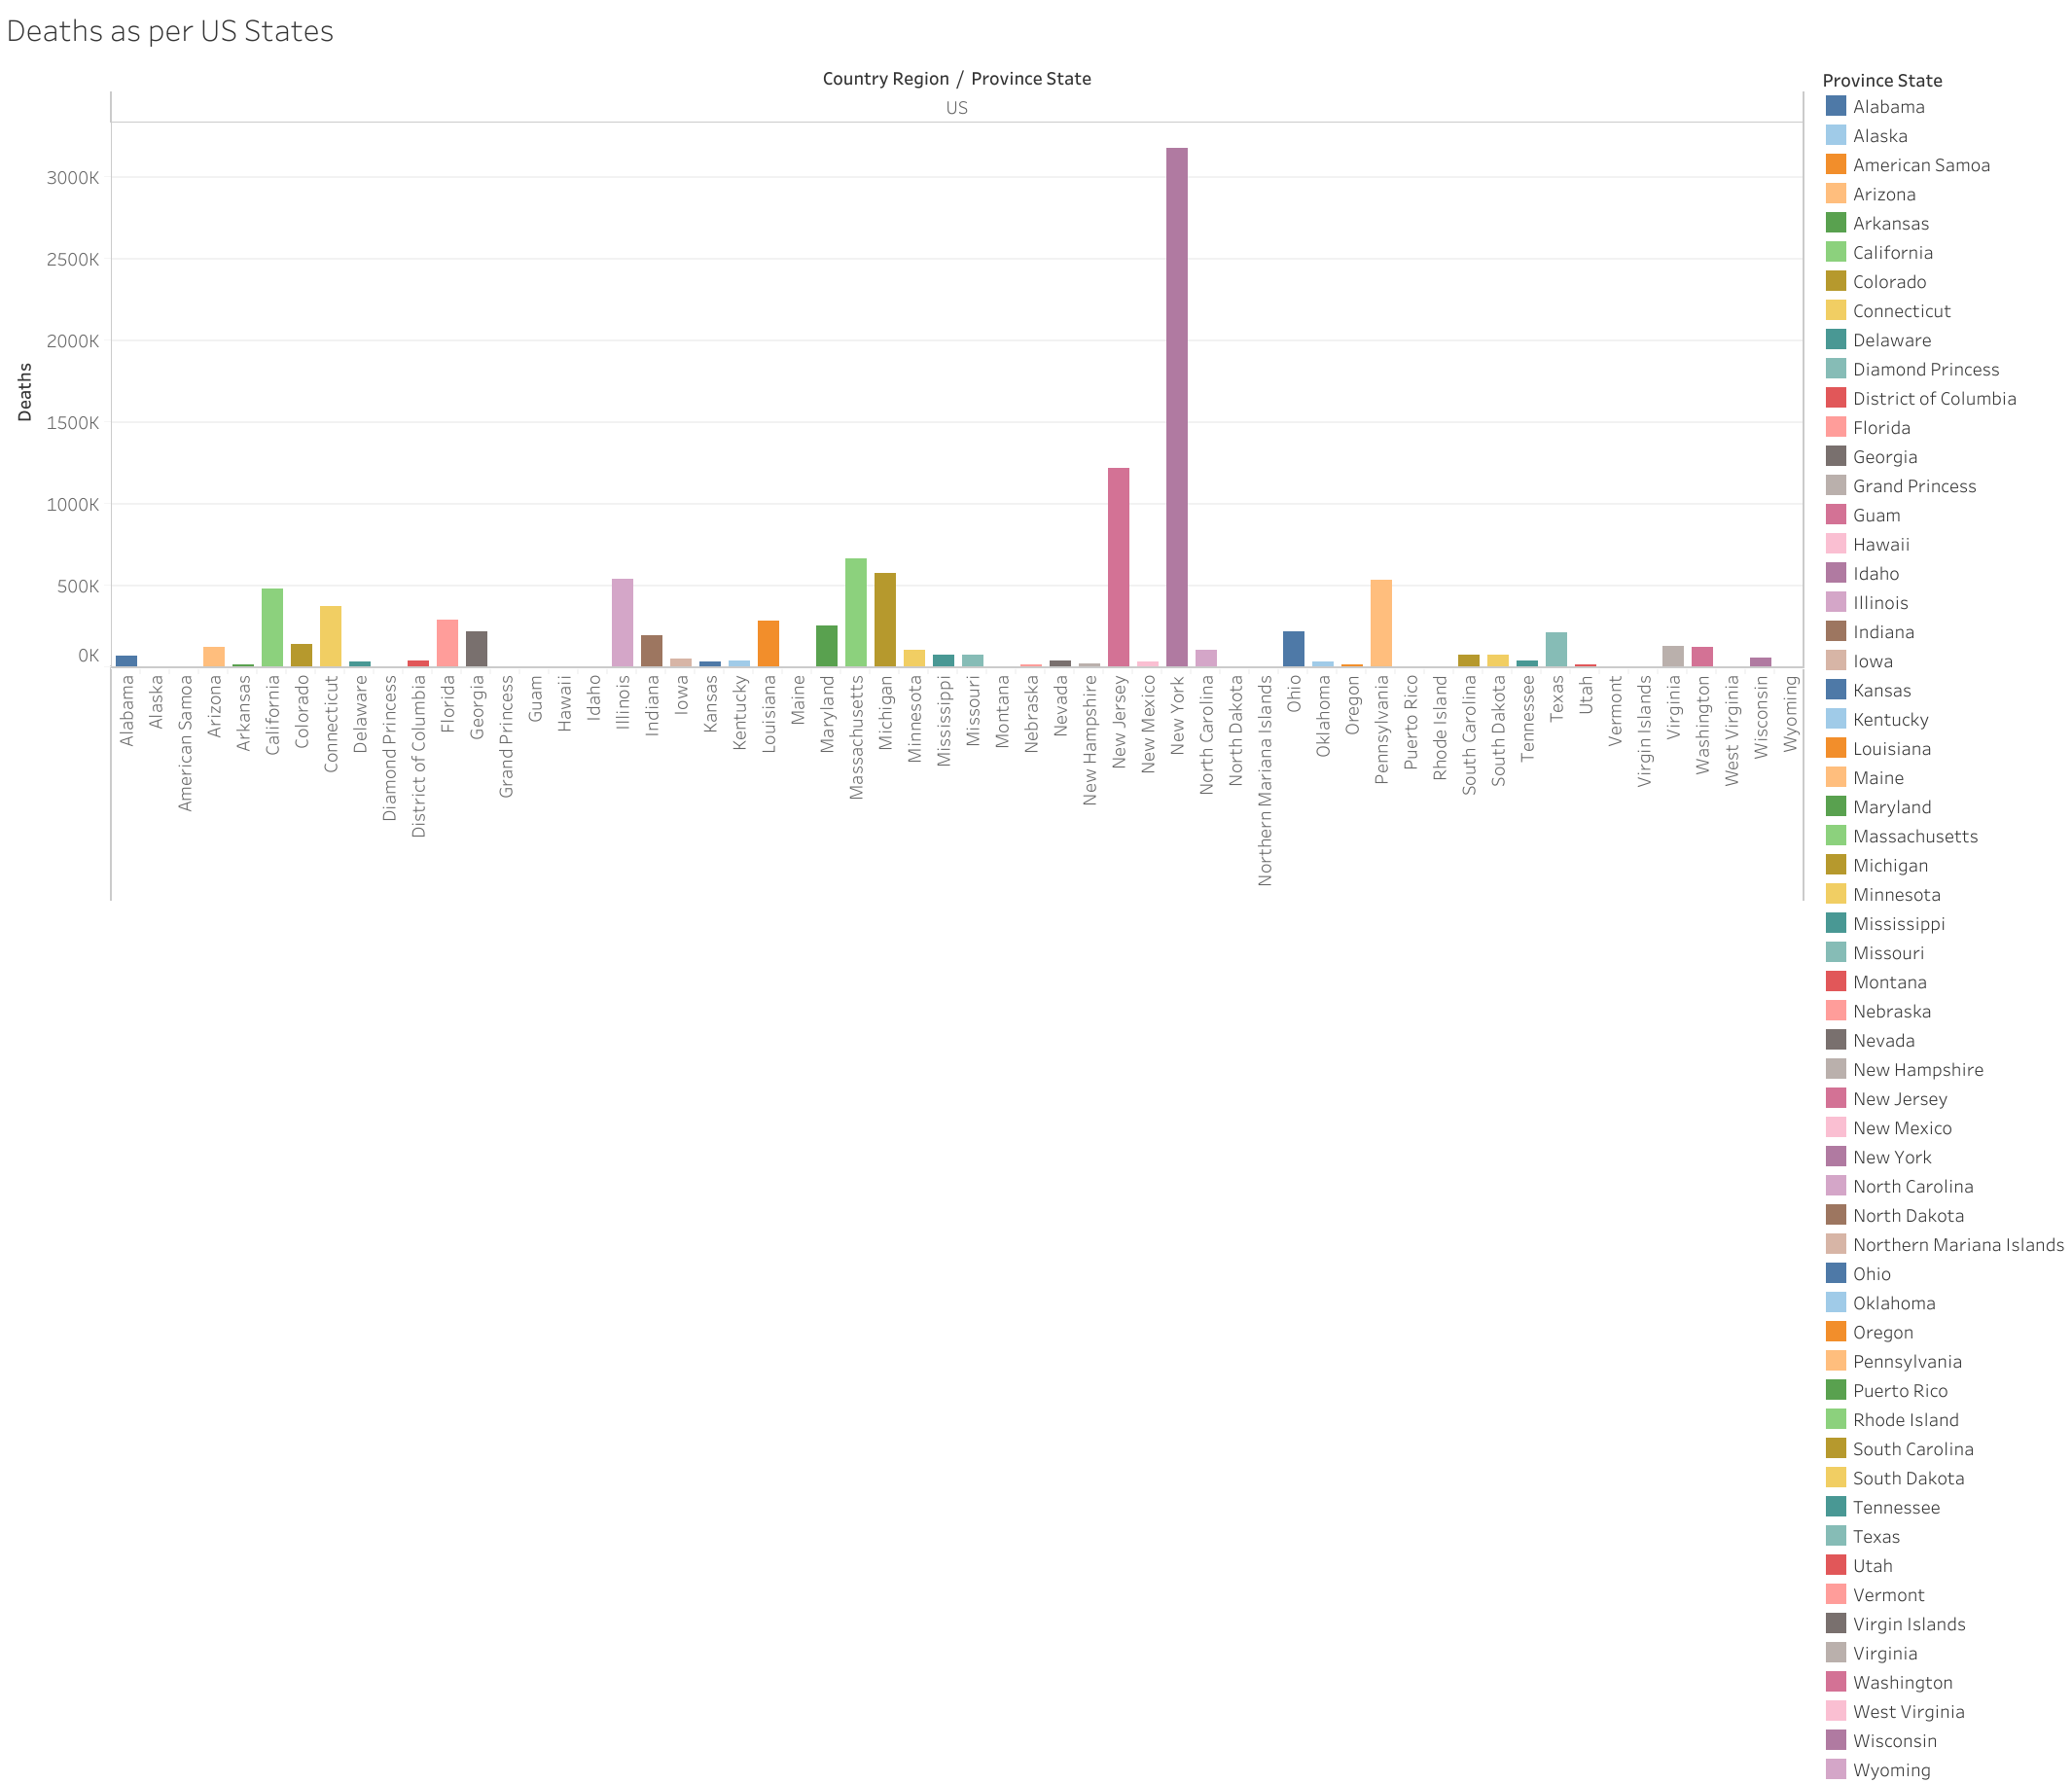 Deaths as per US States
Country Region / Province State
US
Deaths
3000K
2500K
2000K
1500K
1000K
500K
0K
Alabama
Alaska
American Samoa
Arizona
Arkansas
California
Colorado
Connecticut
Delaware
Diamond Princess
District of Columbia
Florida
Georgia
Grand Princess
Guam
Hawaii
Idaho
Illinois
Indiana
Iowa
Kansas
Kentucky
Louisiana
Maine
Maryland
Massachusetts
Michigan
Minnesota
Mississippi
Missouri
Montana
Nebraska
Nevada
New Hampshire
New Jersey
New Mexico
New York
North Carolina
North Dakota
Northern Mariana Islands
Ohio
Oklahoma
Oregon
Pennsylvania
Puerto Rico
Rhode Island
South Carolina
South Dakota
Tennessee
Texas
Utah
Vermont
Virgin Islands
Virginia
Washington
West Virginia
Wisconsin
Wyoming
Province State
Alabama
Alaska
American Samoa
Arizona
Arkansas
California
Colorado
Connecticut
Delaware
Diamond Princess
District of Columbia
Florida
Georgia
Grand Princess
Guam
Hawaii
Idaho
Illinois
Indiana
Iowa
Kansas
Kentucky
Louisiana
Maine
Maryland
Massachusetts
Michigan
Minnesota
Mississippi
Missouri
Montana
Nebraska
Nevada
New Hampshire
New Jersey
New Mexico
New York
North Carolina
North Dakota
Northern Mariana Islands
Ohio
Oklahoma
Oregon
Pennsylvania
Puerto Rico
Rhode Island
South Carolina
South Dakota
Tennessee
Texas
Utah
Vermont
Virgin Islands
Virginia
Washington
West Virginia
Wisconsin
Wyoming